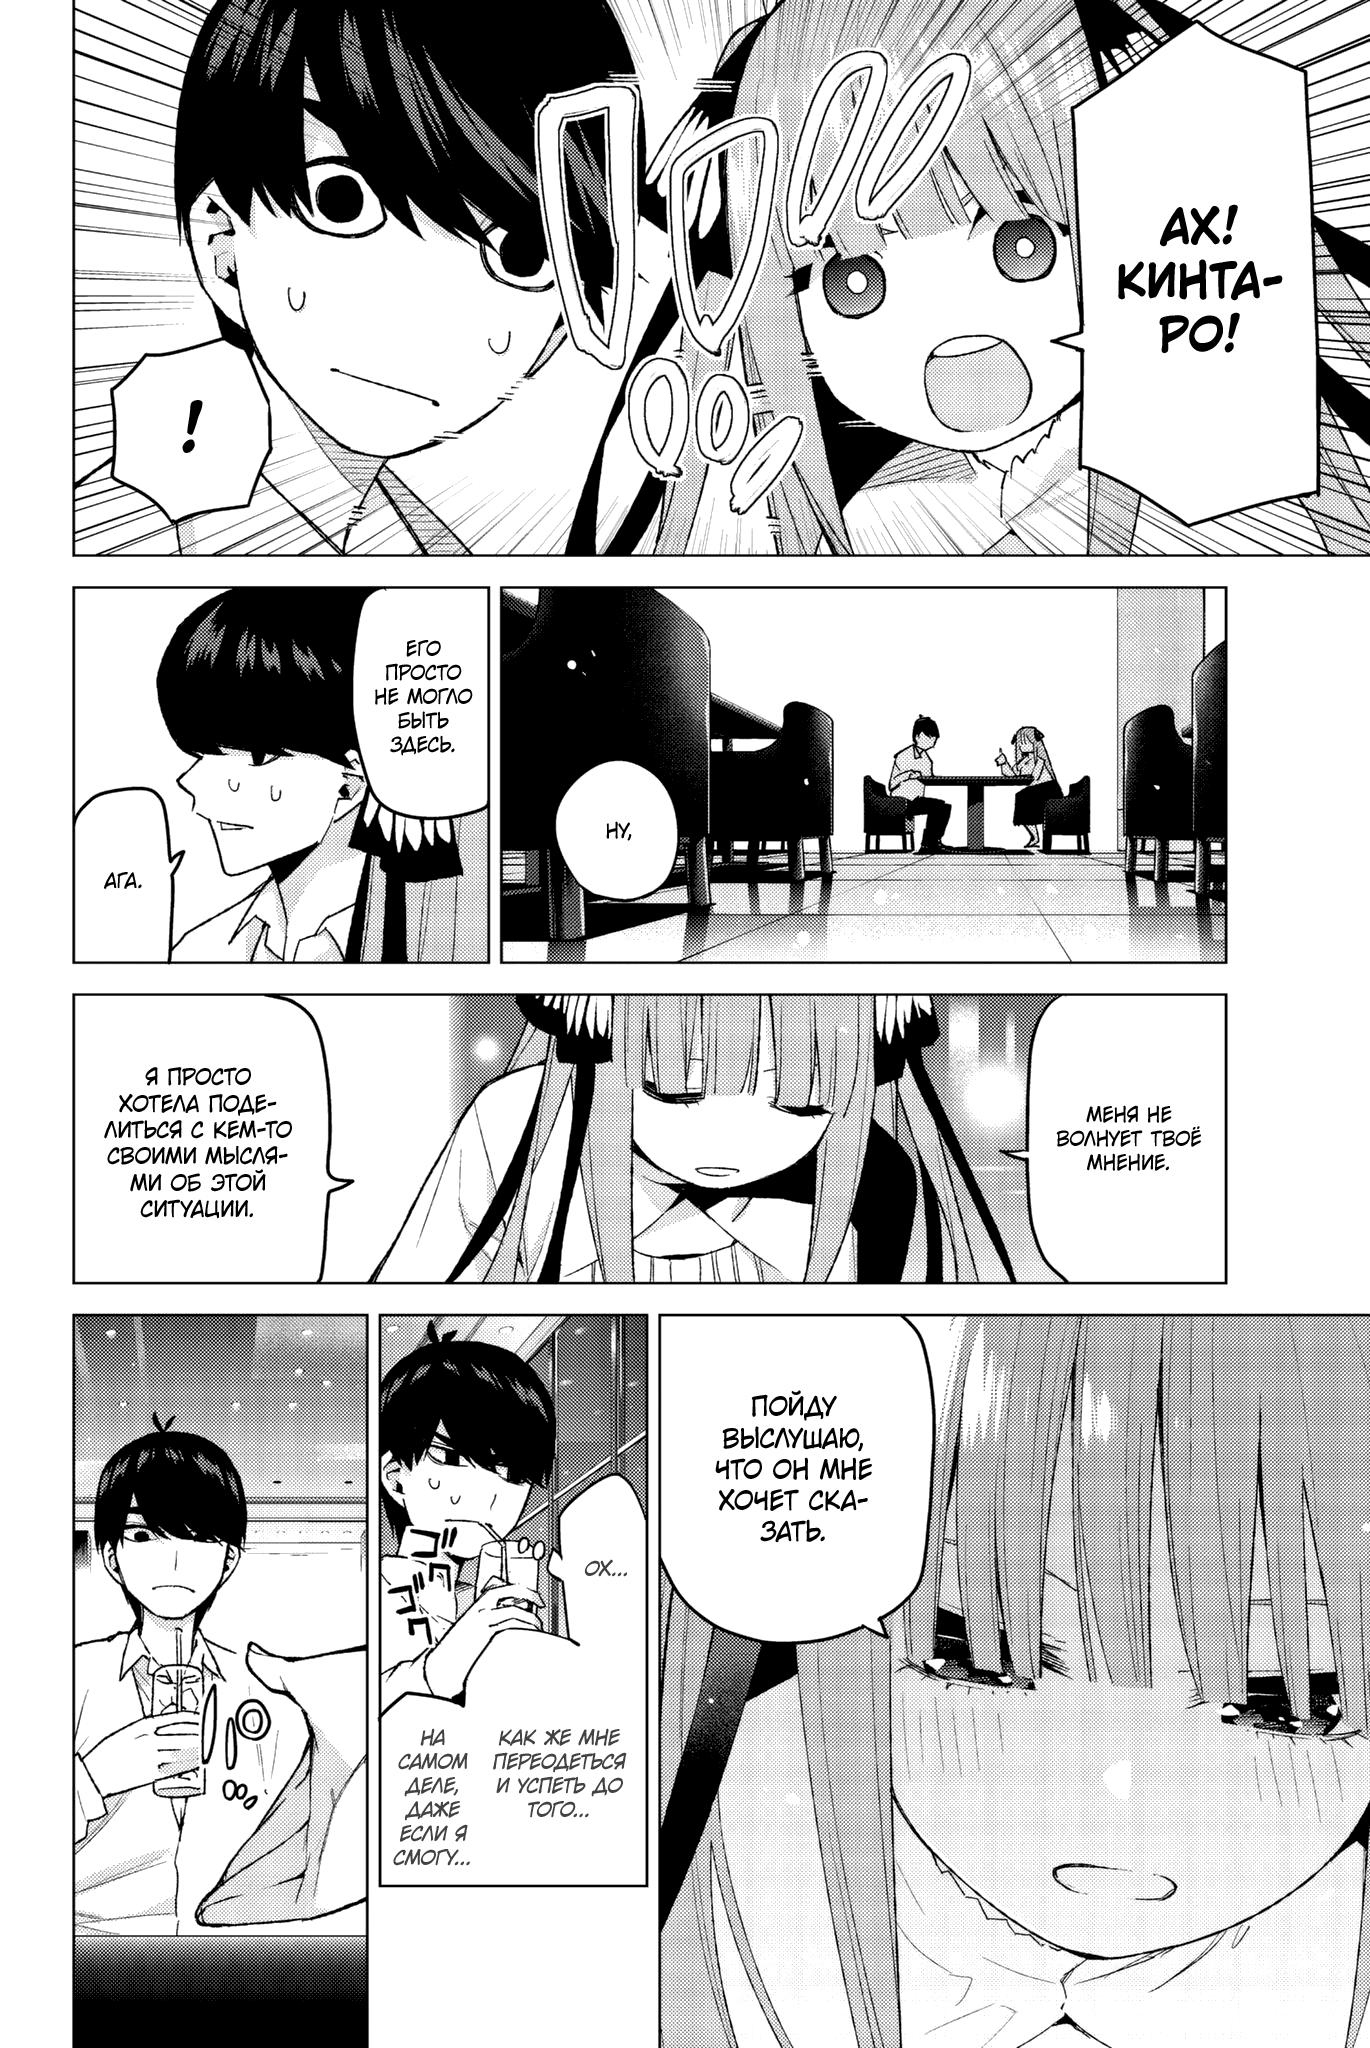 АХ!
КИНТА-
РО!
!
НУ,
ЕГО
ПРОСТО
НЕ МОГЛО
БЫТЬ
ЗДЕСЬ.
АГА.
МЕНЯ НЕ
ВОЛНУЕТ ТВОЁ
МНЕНИЕ.
Я ПРОСТО
ХОТЕЛА ПОДЕ-
ЛИТЬСЯ С КЕМ-ТО
СВОИМИ МЫСЛЯ-
МИ ОБ ЭТОЙ
СИТУАЦИИ.
ПОЙДУ
ВЫСЛУШАЮ,
ЧТО ОН МНЕ
ХОЧЕТ СКА-
ЗАТЬ.
ОХ...
КАК ЖЕ МНЕ
ПЕРЕОДЕТЬСЯ
И УСПЕТЬ ДО
ТОГО...
НА
САМОМ
ДЕЛЕ,
ДАЖЕ
ЕСЛИ Я
СМОГУ...